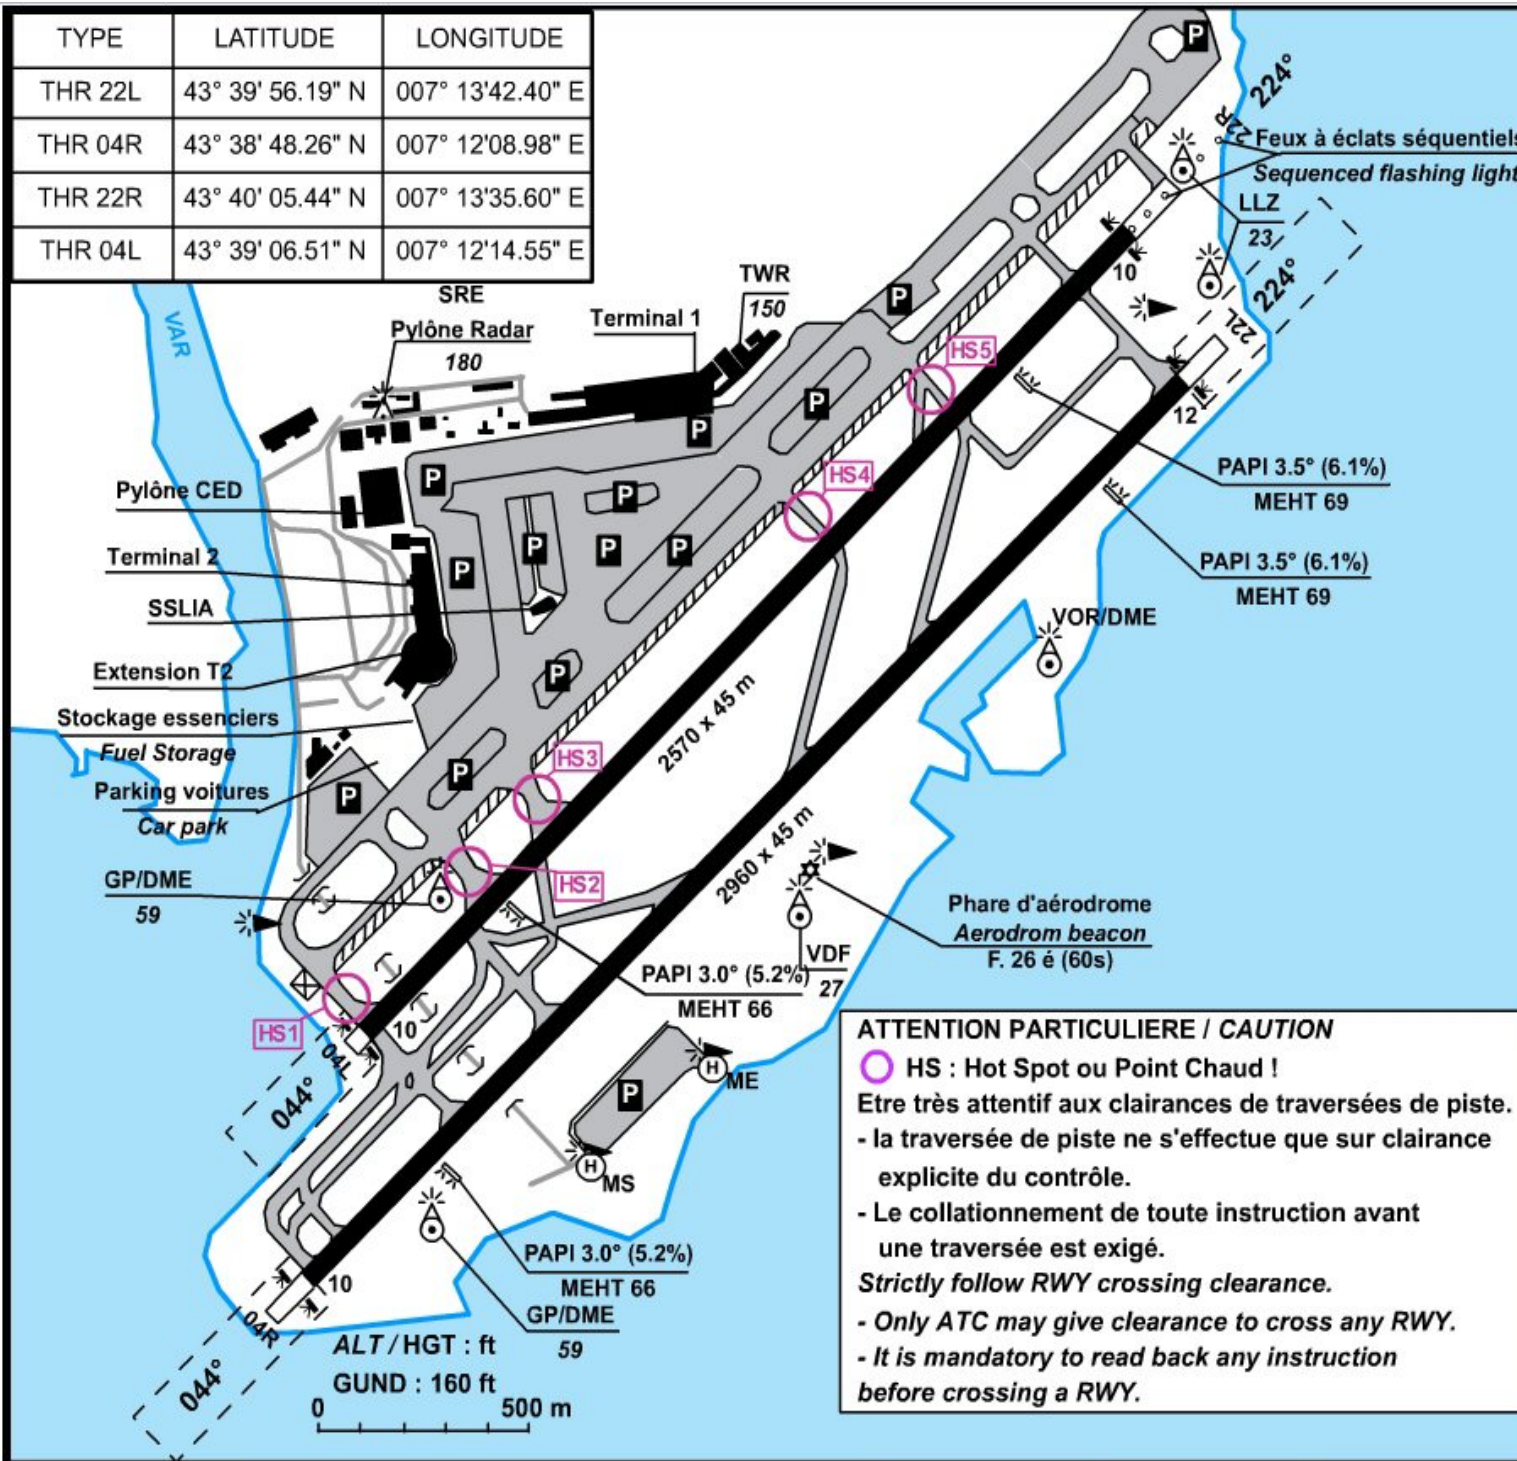 TYPE LATITUDE LONGITUDE
THR 22L 43° 39' 56.19" N 007° 13'42.40" E
THR 04R 43° 38' 48.26" N 007° 12'08.98" E
THR 22R 43° 40' 05.44" N 007° 13'35.60" E
THR 04L 43° 39' 06.51" N 007° 12'14.55" E
P
224°
22R
Feux à éclats séquentiels
Sequenced flashing light
LLZ
23
224°
22L
10
12
VAR
SRE
Pylône Radar
180
Terminal 1
TWR
150
P
HS5
P
P
HS4
P
P
P
P
P
P
PAPI 3.5° (6.1%)
MEHT 69
PAPI 3.5° (6.1%)
MEHT 69
VOR/DME
Pylône CED
Terminal 2
SSLIA
Extension T2
Stockage essenciers
Fuel Storage
Parking voitures
Car park
P
P
P
HS3
HS2
2570 x 45 m
2960 x 45 m
GP/DME
59
HS1
10
04L
044°
PAPI 3.0° (5.2%)
MEHT 66
VDF
27
Phare d'aérodrome
Aerodrom beacon
F. 26 é (60s)
P
H
ME
H
MS
PAPI 3.0° (5.2%)
MEHT 66
GP/DME
59
10
04R
044°
ALT / HGT : ft
GUND : 160 ft
0 500 m
ATTENTION PARTICULIERE / CAUTION
HS : Hot Spot ou Point Chaud !
Etre très attentif aux clairances de traversées de piste.
- la traversée de piste ne s'effectue que sur clairance
explicite du contrôle.
- Le collationnement de toute instruction avant
une traversée est exigé.
Strictly follow RWY crossing clearance.
- Only ATC may give clearance to cross any RWY.
- It is mandatory to read back any instruction
before crossing a RWY.